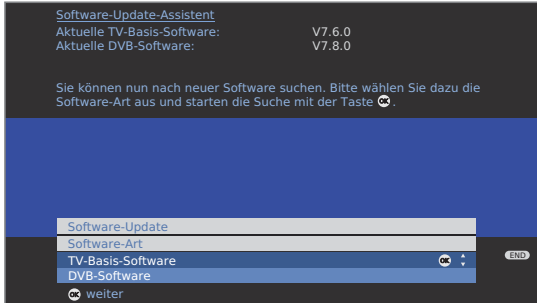 Software-Update-Assistent
Aktuelle TV-Basis-Software: V7.6.0
Aktuelle DVB-Software: V7.8.0
Sie können nun nach neuer Software suchen. Bitte wählen Sie dazu die
Software-Art aus und starten die Suche mit der Taste OK.
Software-Update
Software-Art
TV-Basis-Software OK
END
DVB-Software
OK weiter